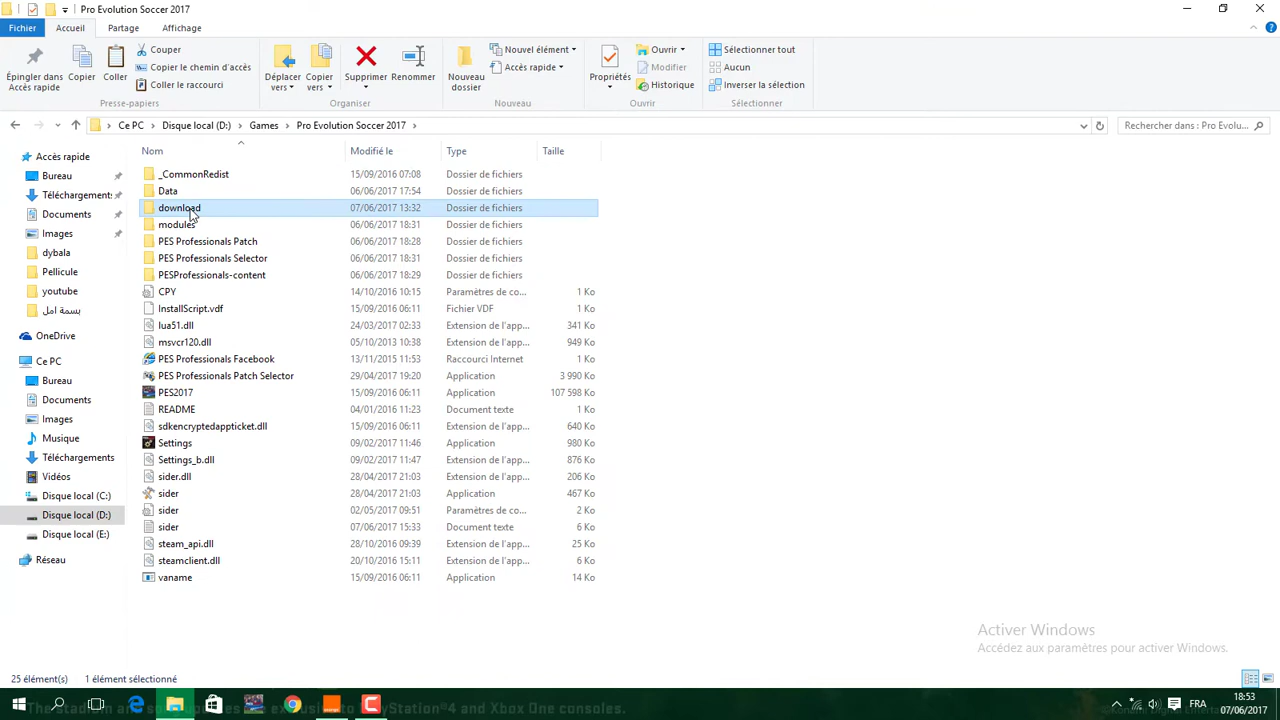 Pro Evolution Soccer 2017
Fichier
Accueil
Partage
Affichage
Épingler dans
Accès rapide
Copier
Coller
Couper
Copier le chemin d'accès
Coller le raccourci
Presse-papiers
Déplacer
vers
Copier
vers
Supprimer
Renommer
Organiser
Nouveau
dossier
Nouvel élément
Accès rapide
Nouveau
Propriétés
Ouvrir
Modifier
Historique
Ouvrir
Sélectionner tout
Aucun
Inverser la sélection
Sélectionner
Ce PC > Disque local (D:) > Games > Pro Evolution Soccer 2017 >
Rechercher dans : Pro Evolu...
Accès rapide
Bureau
Téléchargement:
Documents
Images
dybala
Pellicule
youtube
بسمة امل
OneDrive
Ce PC
Bureau
Documents
Images
Musique
Téléchargements
Vidéos
Disque local (C:)
Disque local (D:)
Disque local (E:)
Réseau
Nom Modifié le Type Taille
_CommonRedist 15/09/2016 07:08 Dossier de fichiers
Data 06/06/2017 17:54 Dossier de fichiers
download 07/06/2017 13:32 Dossier de fichiers
modules 06/06/2017 18:31 Dossier de fichiers
PES Professionals Patch 06/06/2017 18:28 Dossier de fichiers
PES Professionals Selector 06/06/2017 18:31 Dossier de fichiers
PESProfessionals-content 06/06/2017 18:29 Dossier de fichiers
CPY 14/10/2016 10:15 Paramètres de co... 1 Ko
InstallScript.vdf 15/09/2016 06:11 Fichier VDF 1 Ko
lua51.dll 24/03/2017 02:33 Extension de l'app... 341 Ko
msvcr120.dll 05/10/2013 10:38 Extension de l'app... 949 Ko
PES Professionals Facebook 13/11/2015 11:53 Raccourci Internet 1 Ko
PES Professionals Patch Selector 29/04/2017 19:20 Application 3 990 Ko
PES2017 15/09/2016 06:11 Application 107 598 Ko
README 04/01/2016 11:23 Document texte 1 Ko
sdkencryptedappticket.dll 15/09/2016 06:11 Extension de l'app... 640 Ko
Settings 09/02/2017 11:46 Application 980 Ko
Settings_b.dll 09/02/2017 11:47 Extension de l'app... 876 Ko
sider.dll 28/04/2017 21:03 Extension de l'app... 206 Ko
sider 28/04/2017 21:03 Application 467 Ko
sider 02/05/2017 09:51 Paramètres de co... 2 Ko
sider 07/06/2017 15:33 Document texte 6 Ko
steam_api.dll 28/10/2016 09:39 Extension de l'app... 25 Ko
steamclient.dll 20/10/2016 15:11 Extension de l'app... 6 Ko
vaname 15/09/2016 06:11 Application 14 Ko
Activer Windows
Accédez aux paramètres pour activer Windows.
25 élément(s) 1 élément sélectionné
FRA
18:53
07/06/2017